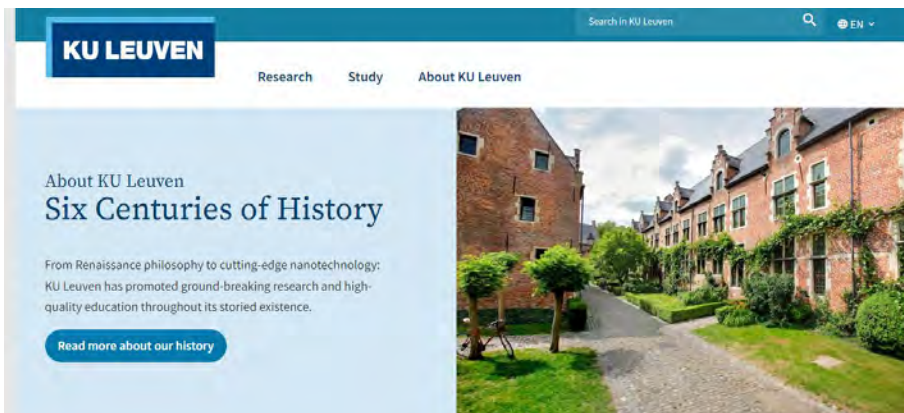 Search in KU Leuven
EN
KU LEUVEN
Research Study About KU Leuven
About KU Leuven
Six Centuries of History
From Renaissance philosophy to cutting-edge nanotechnology:
KU Leuven has promoted ground-breaking research and high-
quality education throughout its storied existence.
Read more about our history